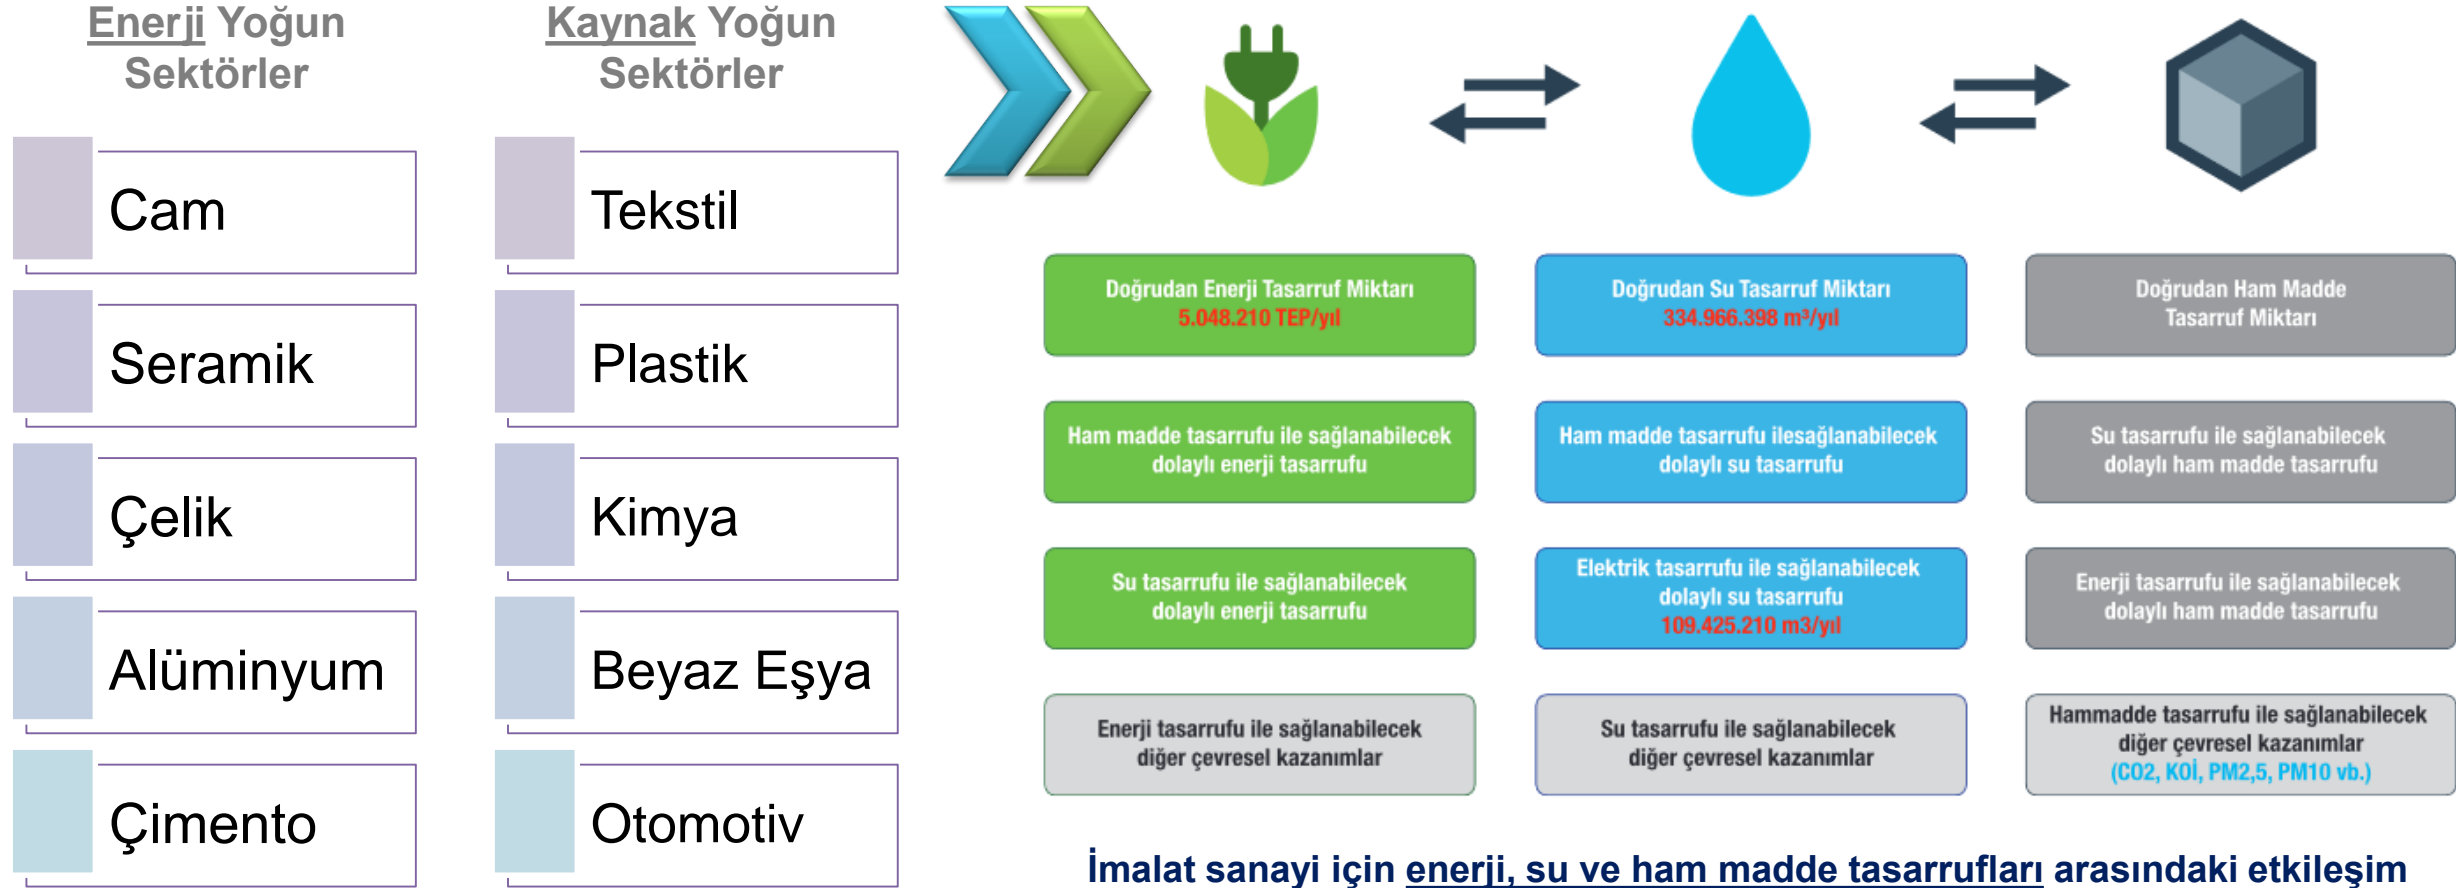 Enerji Yoğun
Sektörler
Cam
Seramik
Çelik
Alüminyum
Çimento
Kaynak Yoğun
Sektörler
Tekstil
Plastik
Kimya
Beyaz Eşya
Otomotiv
Doğrudan Enerji Tasarruf Miktarı
5.048.210 TEP/yıl
Ham madde tasarrufu ile sağlanabilecek
dolaylı enerji tasarrufu
Su tasarrufu ile sağlanabilecek
dolaylı enerji tasarrufu
Enerji tasarrufu ile sağlanabilecek
diğer çevresel kazanımlar
Doğrudan Su Tasarruf Miktarı
334.966.398 m³/yıl
Ham madde tasarrufu ilesağlanabilecek
dolaylı su tasarrufu
Elektrik tasarrufu ile sağlanabilecek
dolaylı su tasarrufu
109.425.210 m3/yıl
Su tasarrufu ile sağlanabilecek
diğer çevresel kazanımlar
Doğrudan Ham Madde
Tasarruf Miktarı
Su tasarrufu ile sağlanabilecek
dolaylı ham madde tasarrufu
Enerji tasarrufu ile sağlanabilecek
dolaylı ham madde tasarrufu
Hammadde tasarrufu ile sağlanabilecek
diğer çevresel kazanımlar
(CO2, KOİ, PM2,5, PM10 vb.)
İmalat sanayi için enerji, su ve ham madde tasarrufları arasındaki etkileşim